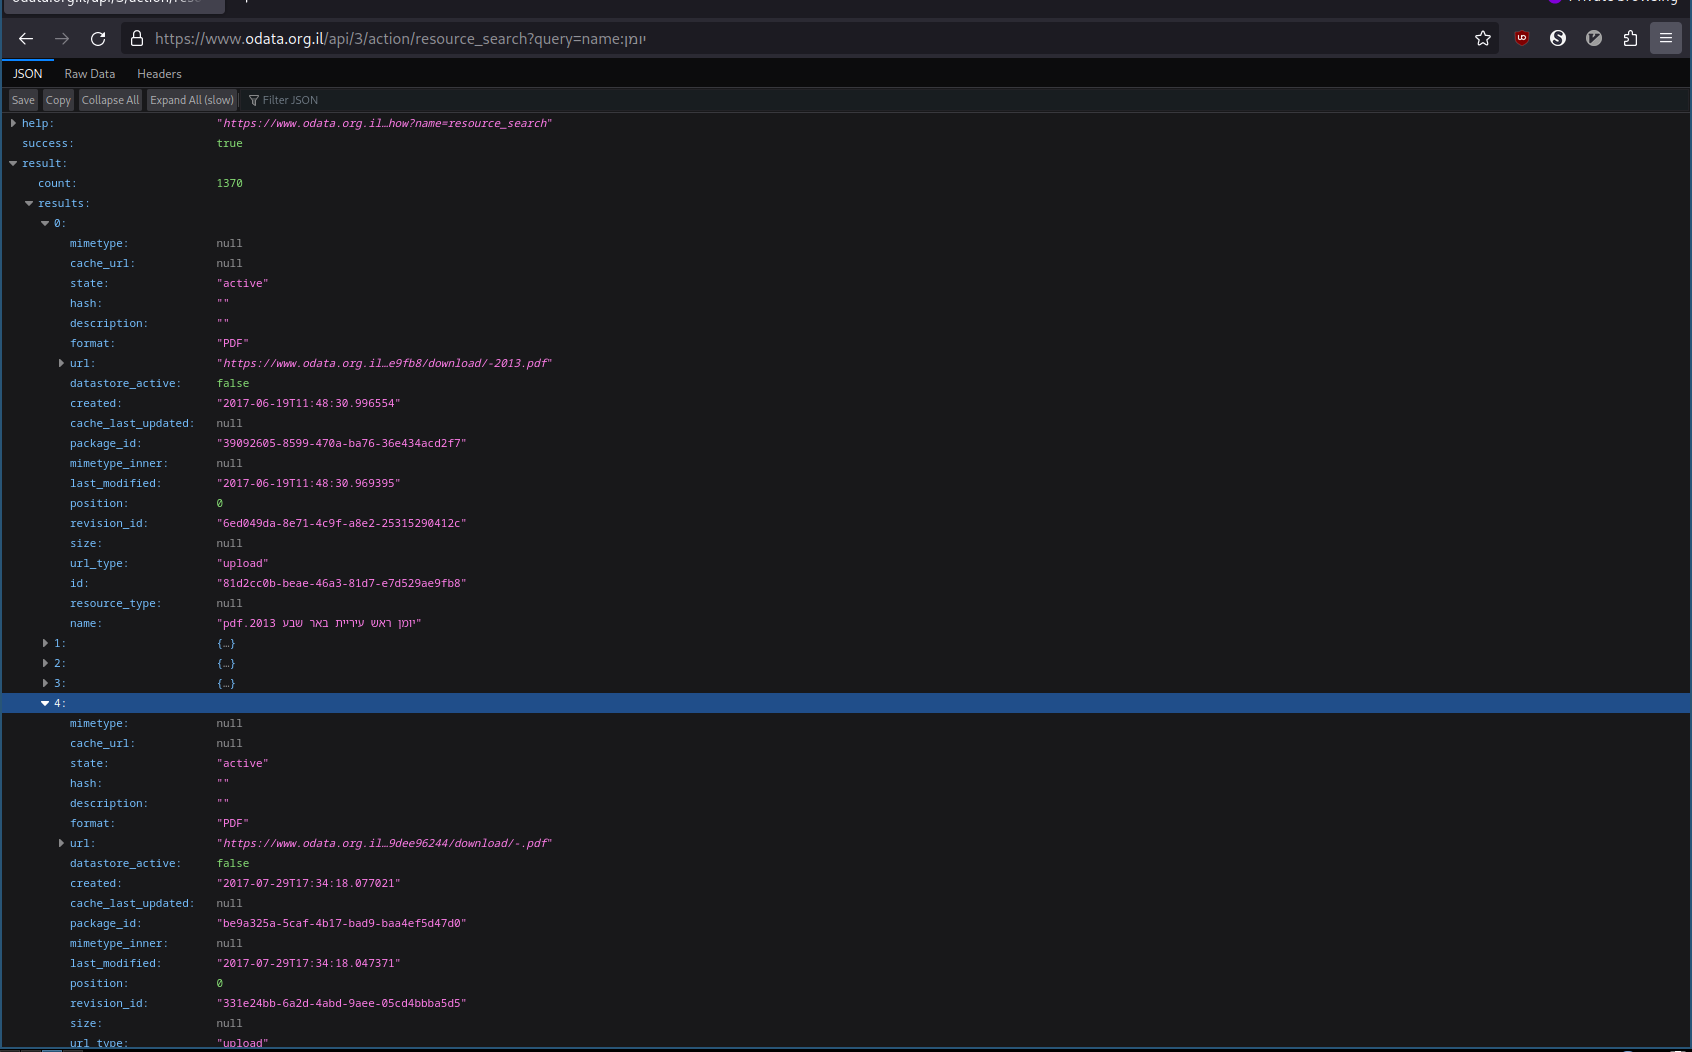 https://www.odata.org.il/api/3/action/resource_search?query=name:יומן
JSON Raw Data Headers
Save Copy Collapse All Expand All (slow) Filter JSON
help: "https://www.odata.org.il…how?name=resource_search"
success: true
result:
count: 1370
results:
0:
mimetype: null
cache_url: null
state: "active"
hash: ""
description: ""
format: "PDF"
url: "https://www.odata.org.il…e9fb8/download/-2013.pdf"
datastore_active: false
created: "2017-06-19T11:48:30.996554"
cache_last_updated: null
package_id: "39092605-8599-470a-ba76-36e434acd2f7"
mimetype_inner: null
last_modified: "2017-06-19T11:48:30.969395"
position: 0
revision_id: "6ed049da-8e71-4c9f-a8e2-25315290412c"
size: null
url_type: "upload"
id: "81d2cc0b-beae-46a3-81d7-e7d529ae9fb8"
resource_type: null
name: "יומן ראש עיריית באר שבע 2013.pdf"
1: {…}
2: {…}
3: {…}
4:
mimetype: null
cache_url: null
state: "active"
hash: ""
description: ""
format: "PDF"
url: "https://www.odata.org.il…9dee96244/download/-.pdf"
datastore_active: false
created: "2017-07-29T17:34:18.077021"
cache_last_updated: null
package_id: "be9a325a-5caf-4b17-bad9-baa4ef5d47d0"
mimetype_inner: null
last_modified: "2017-07-29T17:34:18.047371"
position: 0
revision_id: "331e24bb-6a2d-4abd-9aee-05cd4bbba5d5"
size: null
url_type: "upload"